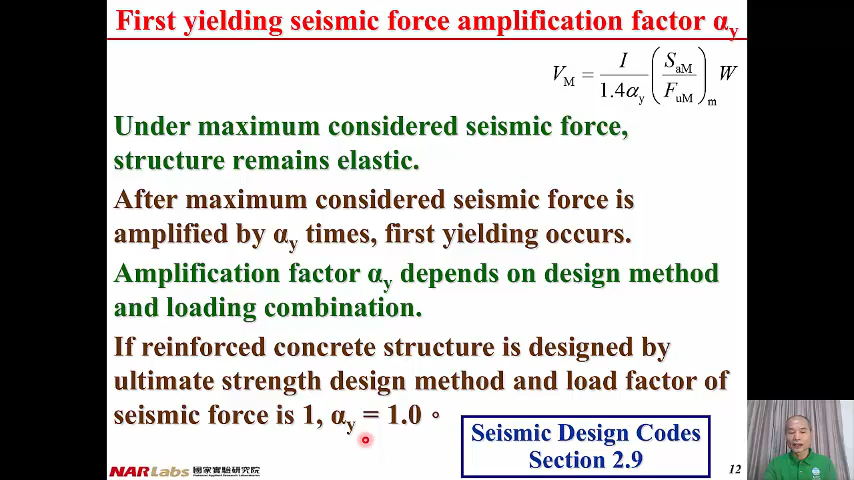 First yielding seismic force amplification factor αy
VM = I / 1.4αy (SaM / FuM)m W
Under maximum considered seismic force,
structure remains elastic.
After maximum considered seismic force is
amplified by αy times, first yielding occurs.
Amplification factor αy depends on design method
and loading combination.
If reinforced concrete structure is designed by
ultimate strength design method and load factor of
seismic force is 1, αy = 1.0。
Seismic Design Codes
Section 2.9
NARLabs 國家實驗研究院
12